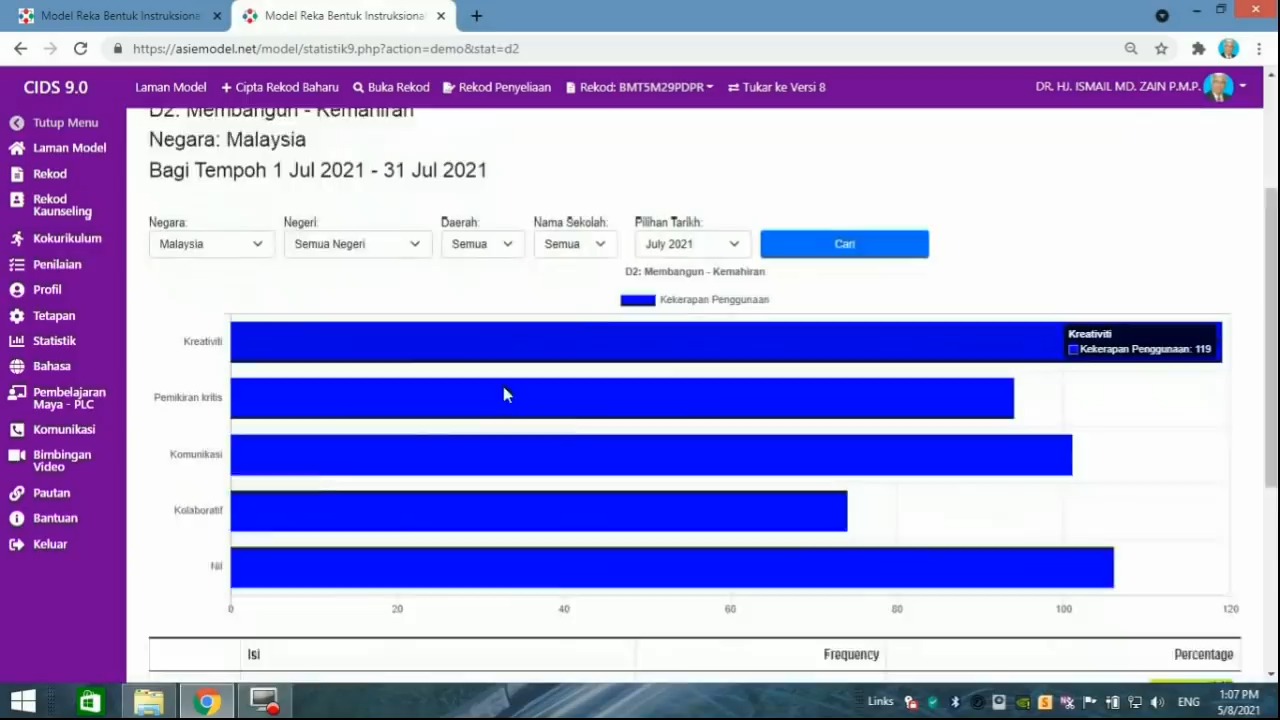 Model Reka Bentuk Instruksiona
Model Reka Bentuk Instruksiona
https://asiemodel.net/model/statistik9.php?action=demo&stat=d2
CIDS 9.0
Laman Model
Cipta Rekod Baharu
Buka Rekod
Rekod Penyeliaan
Rekod: BMT5M29PDPR
Tukar ke Versi 8
DR. HJ. ISMAIL MD. ZAIN P.M.P.
Tutup Menu
Laman Model
Rekod
Rekod
Kaunseling
Kokurikulum
Penilaian
Profil
Tetapan
Statistik
Bahasa
Pembelajaran
Maya - PLC
Komunikasi
Bimbingan
Video
Pautan
Bantuan
Keluar
D2: Membangun - Kemahiran
Negara: Malaysia
Bagi Tempoh 1 Jul 2021 - 31 Jul 2021
Negara: Negeri: Daerah: Nama Sekolah: Pilihan Tarikh:
Malaysia Semua Negeri Semua Semua July 2021 Cari
D2: Membangun - Kemahiran
Kekerapan Penggunaan
Kreativiti
Kreativiti
Kekerapan Penggunaan: 119
Pemikiran kritis
Komunikasi
Kolaboratif
Nil
0 20 40 60 80 100 120
Isi Frequency Percentage
Links
ENG
1:07 PM
5/8/2021